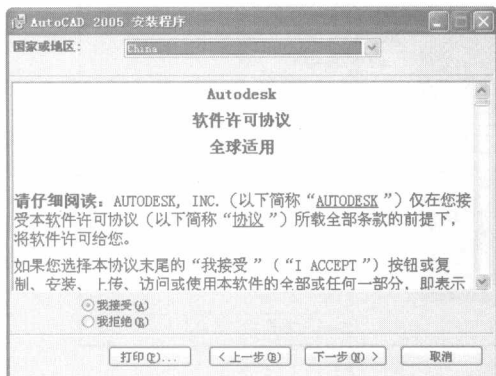 AutoCAD 2005 安装程序
国家或地区： China
Autodesk
软件许可协议
全球适用
请仔细阅读：AUTODESK, INC.（以下简称“AUTODESK”）仅在您接
受本软件许可协议（以下简称“协议”）所载全部条款的前提下，
将软件许可给您。
如果您选择本协议末尾的“我接受”（“I ACCEPT”）按钮或复
制、安装、上传、访问或使用本软件的全部或任何一部分，即表示
我接受(A)
我拒绝(R)
打印(P)... <上一步(B) 下一步(N)> 取消